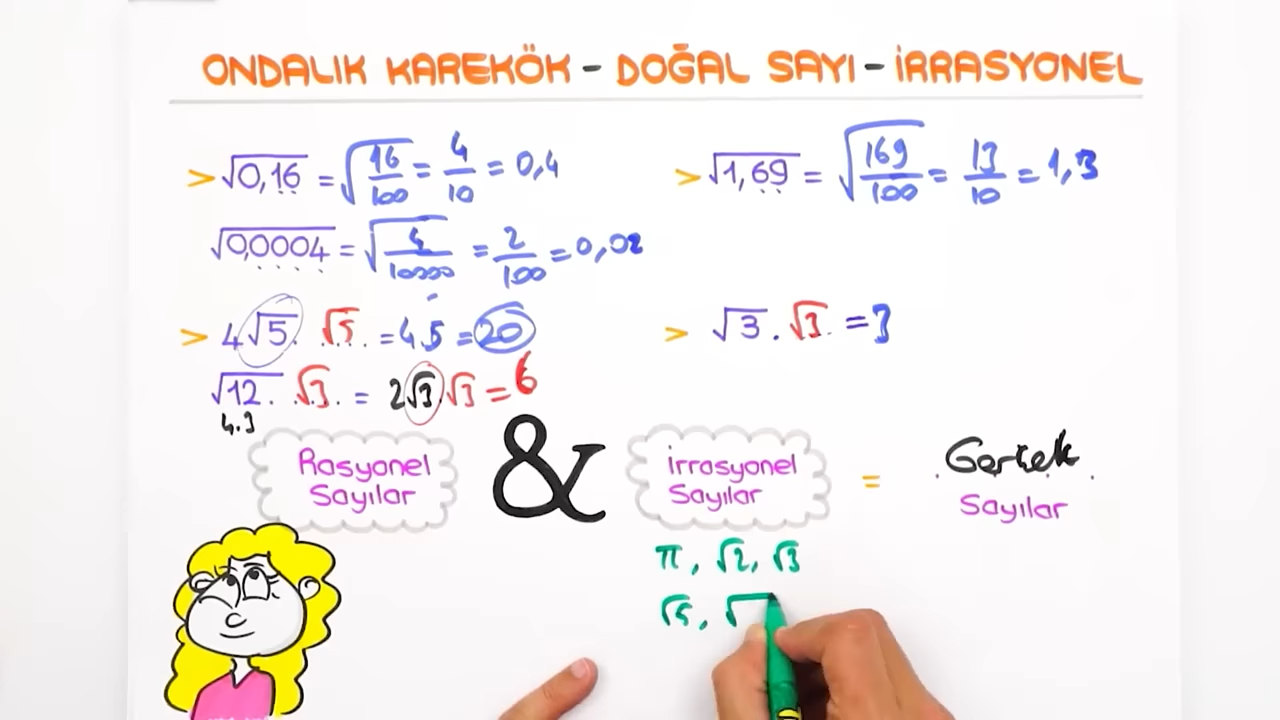 ONDALIK KAREKÖK - DOĞAL SAYI - İRRASYONEL
> √0,16 = √16/100 = 4/10 = 0,4
> √1,69 = √169/100 = 13/10 = 1,3
√0,0004 = √4/10000 = 2/100 = 0,02
> 4√5 . √5 = 4.5 = 20
> √3 . √3 = 3
√12 . √3 = 2√3 . √3 = 6
4.3
Rasyonel
Sayılar
&
irrasyonel
Sayılar
=
Gerçek
Sayılar
π, √2, √3
√5, √